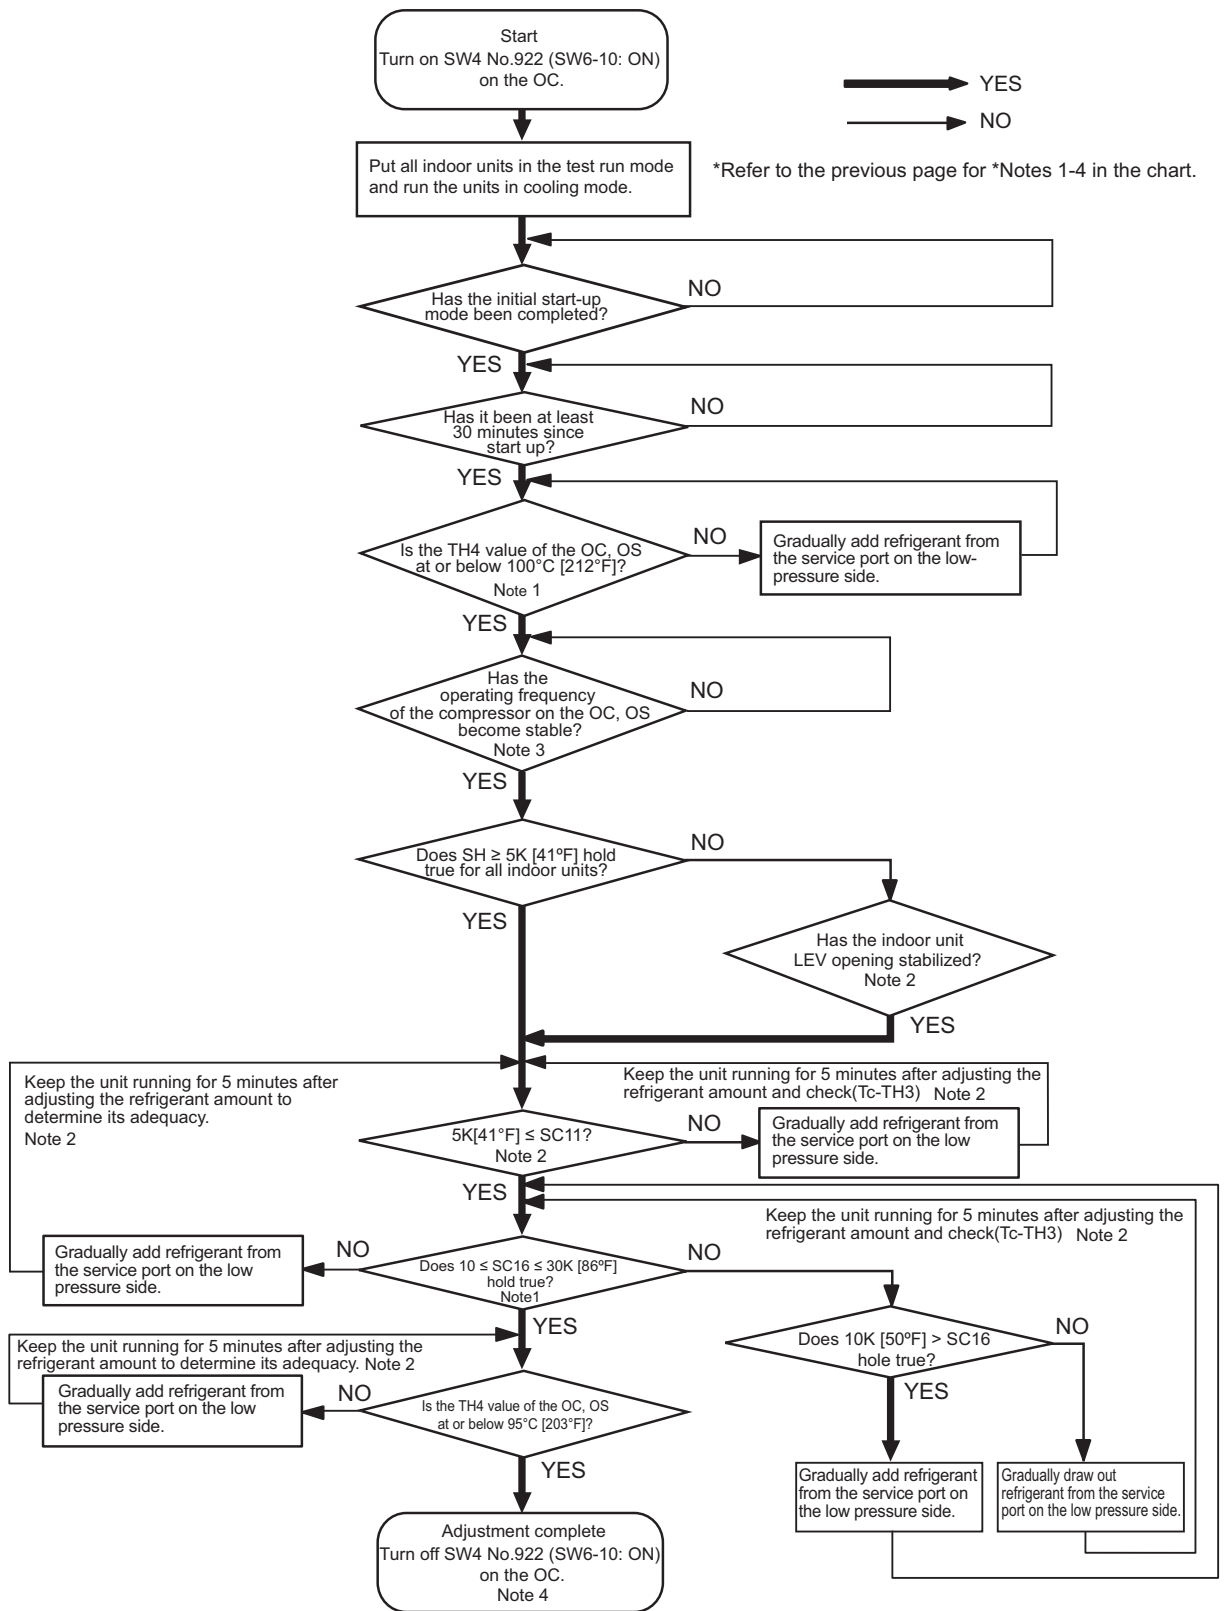 Start
Turn on SW4 No.922 (SW6-10: ON)
on the OC.
YES
NO
Put all indoor units in the test run mode
and run the units in cooling mode.
*Refer to the previous page for *Notes 1-4 in the chart.
Has the initial start-up
mode been completed?
NO
YES
Has it been at least
30 minutes since
start up?
NO
YES
Is the TH4 value of the OC, OS
at or below 100°C [212°F]?
Note 1
NO
Gradually add refrigerant from
the service port on the low-
pressure side.
YES
Has the
operating frequency
of the compressor on the OC, OS
become stable?
Note 3
NO
YES
Does SH ≥ 5K [41ºF] hold
true for all indoor units?
NO
YES
Has the indoor unit
LEV opening stabilized?
Note 2
YES
Keep the unit running for 5 minutes after
adjusting the refrigerant amount to
determine its adequacy.
Note 2
Keep the unit running for 5 minutes after adjusting the
refrigerant amount and check(Tc-TH3) Note 2
5K[41°F] ≤ SC11?
Note 2
NO
Gradually add refrigerant from
the service port on the low
pressure side.
YES
Keep the unit running for 5 minutes after adjusting the
refrigerant amount and check(Tc-TH3) Note 2
Gradually add refrigerant from
the service port on the low
pressure side.
NO
Does 10 ≤ SC16 ≤ 30K [86ºF]
hold true?
Note1
NO
YES
Does 10K [50ºF] > SC16
hole true?
NO
YES
Keep the unit running for 5 minutes after adjusting the
refrigerant amount to determine its adequacy. Note 2
Gradually add refrigerant from
the service port on the low
pressure side.
NO
Is the TH4 value of the OC, OS
at or below 95°C [203°F]?
YES
Gradually add refrigerant
from the service port on
the low pressure side.
Gradually draw out
refrigerant from the service
port on the low pressure side.
Adjustment complete
Turn off SW4 No.922 (SW6-10: ON)
on the OC.
Note 4